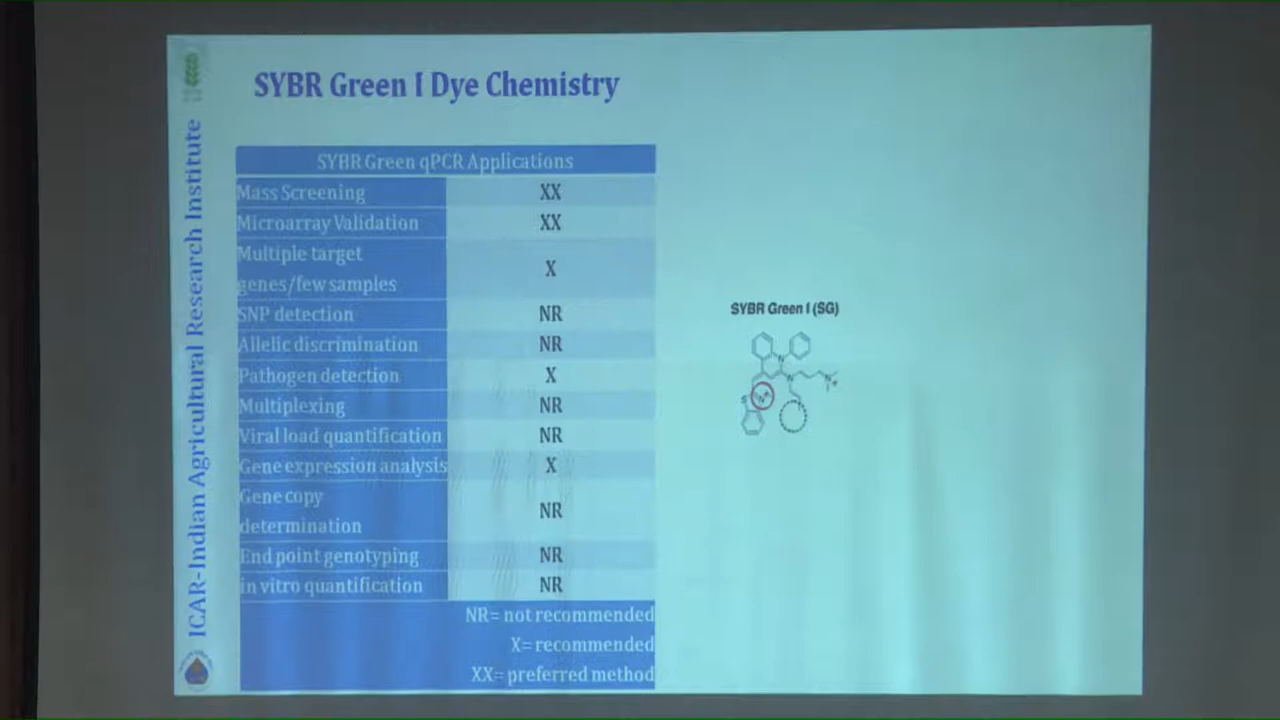 SYBR Green I Dye Chemistry
ICAR-Indian Agricultural Research Institute
SYBR Green qPCR Applications
Mass Screening XX
Microarray Validation XX
Multiple target
genes/few samples X
SNP detection NR
Allelic discrimination NR
Pathogen detection X
Multiplexing NR
Viral load quantification NR
Gene expression analysis X
Gene copy
determination NR
End point genotyping NR
in vitro quantification NR
NR= not recommended
X= recommended
XX= preferred method
SYBR Green I (SG)
N
N
N
S
N+